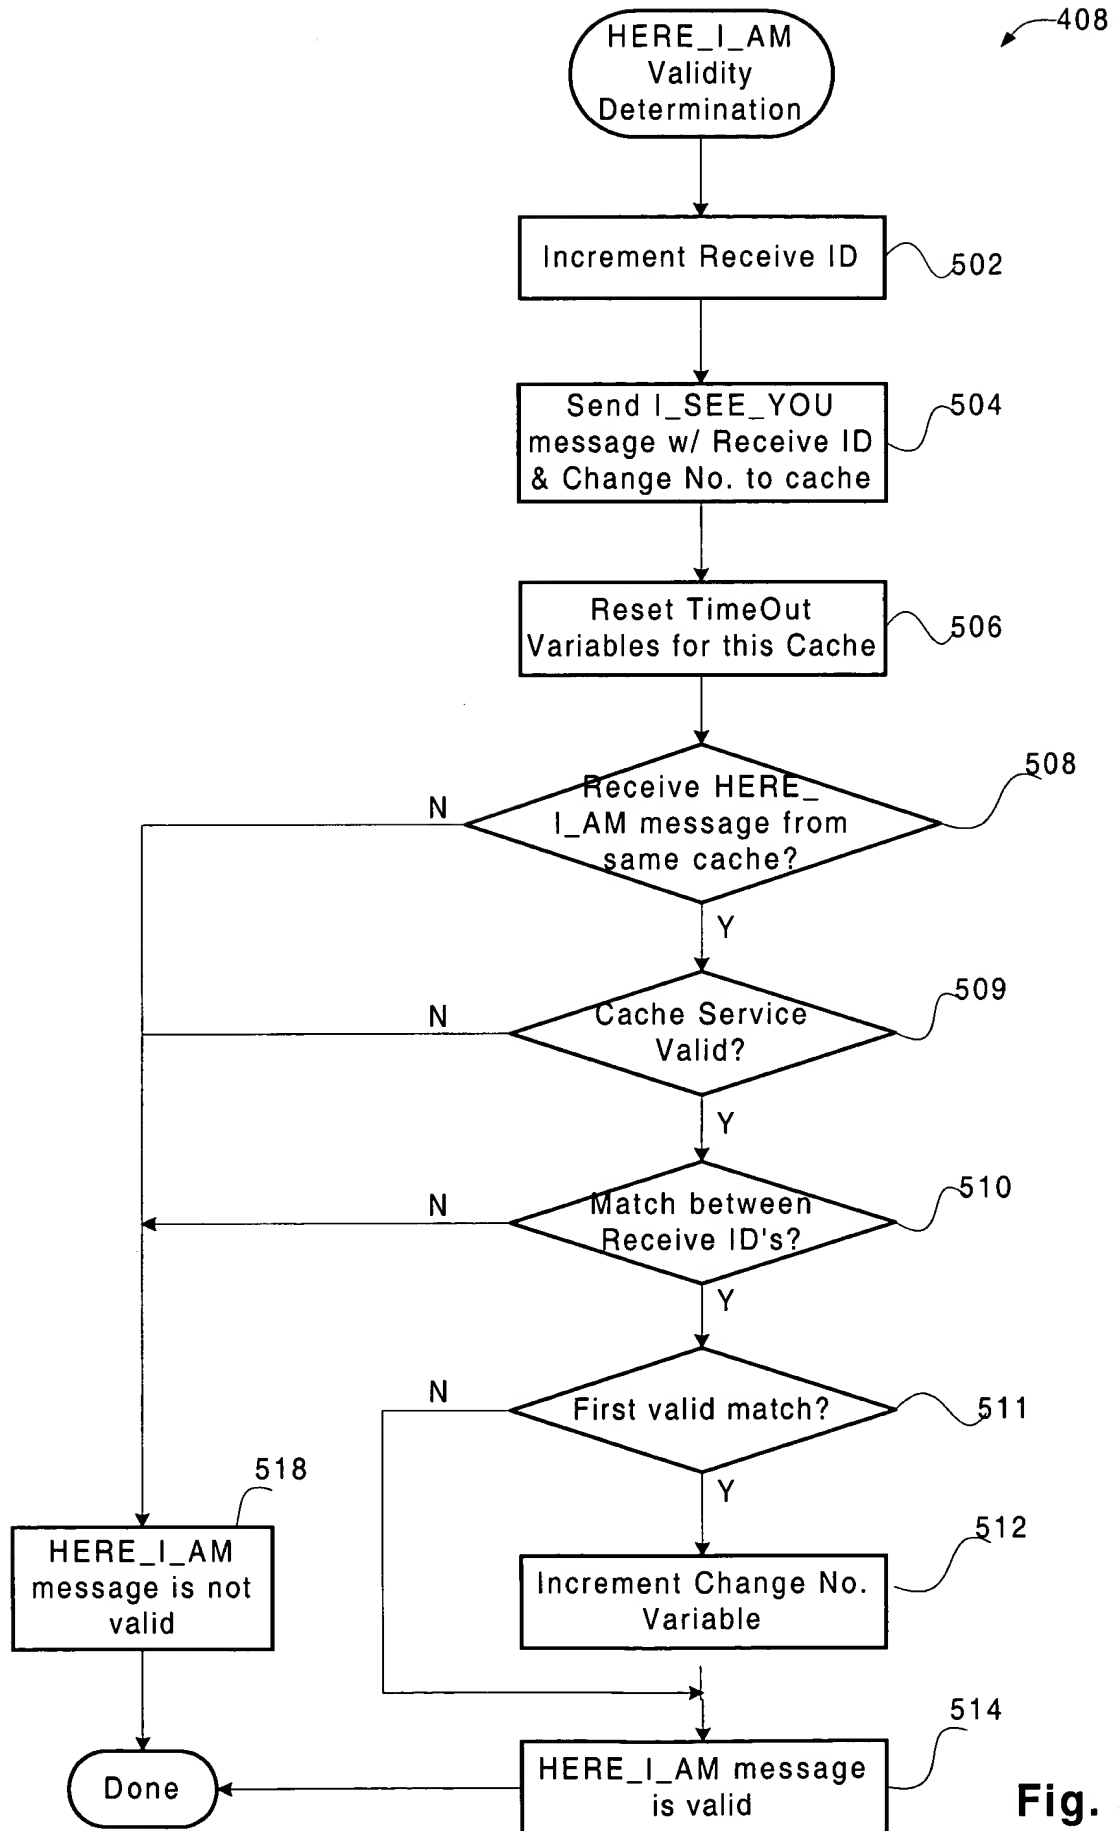 408
HERE_I_AM
Validity
Determination
Increment Receive ID
502
Send I_SEE_YOU
message w/ Receive ID
& Change No. to cache
504
Reset TimeOut
Variables for this Cache
506
Receive HERE_
I_AM message from
same cache?
508
N
Y
Cache Service
Valid?
509
N
Y
Match between
Receive ID's?
510
N
Y
First valid match?
511
N
Y
518
HERE_I_AM
message is not
valid
Increment Change No.
Variable
512
HERE_I_AM message
is valid
514
Done
Fig.